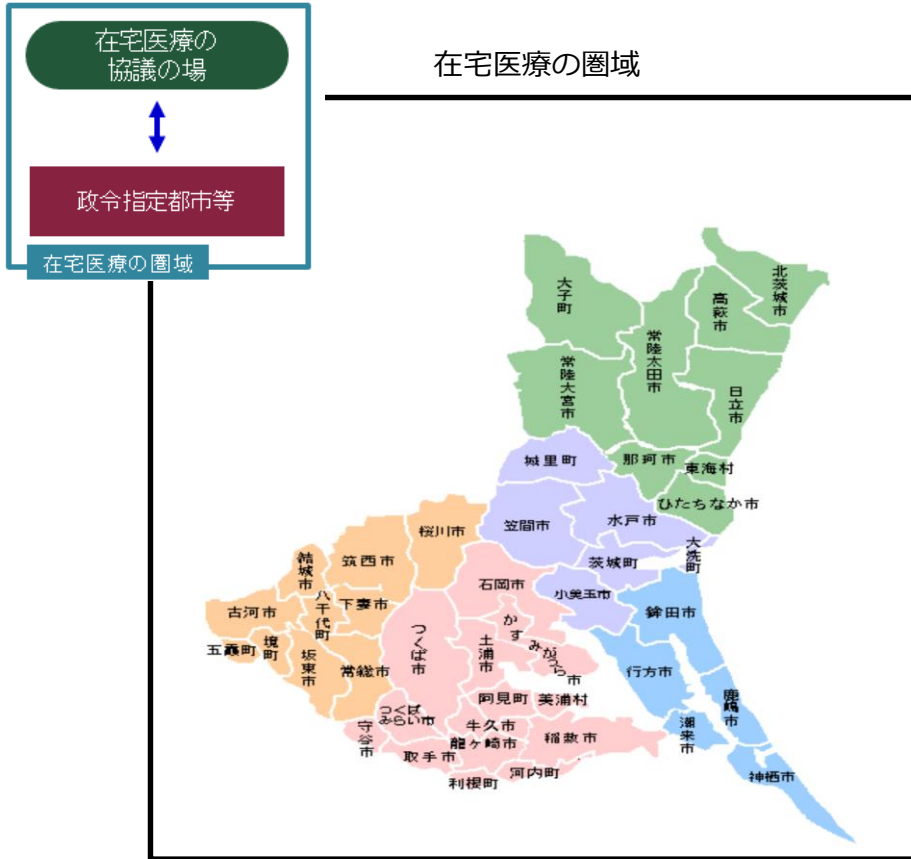 在宅医療の
協議の場
政令指定都市等
在宅医療の圏域
在宅医療の圏域
北茨城市
高萩市
大子町
常陸太田市
常陸大宮市
日立市
那珂市
東海村
ひたちなか市
城里町
水戸市
笠間市
茨城町
大洗町
小美玉市
桜川市
筑西市
結城市
八千代町
下妻市
古河市
五霞町
境町
坂東市
常総市
石岡市
かすみがうら市
つくば市
土浦市
阿見町
美浦村
つくばみらい市
牛久市
稲敷市
守谷市
取手市
龍ヶ崎市
河内町
利根町
鉾田市
行方市
鹿嶋市
潮来市
神栖市